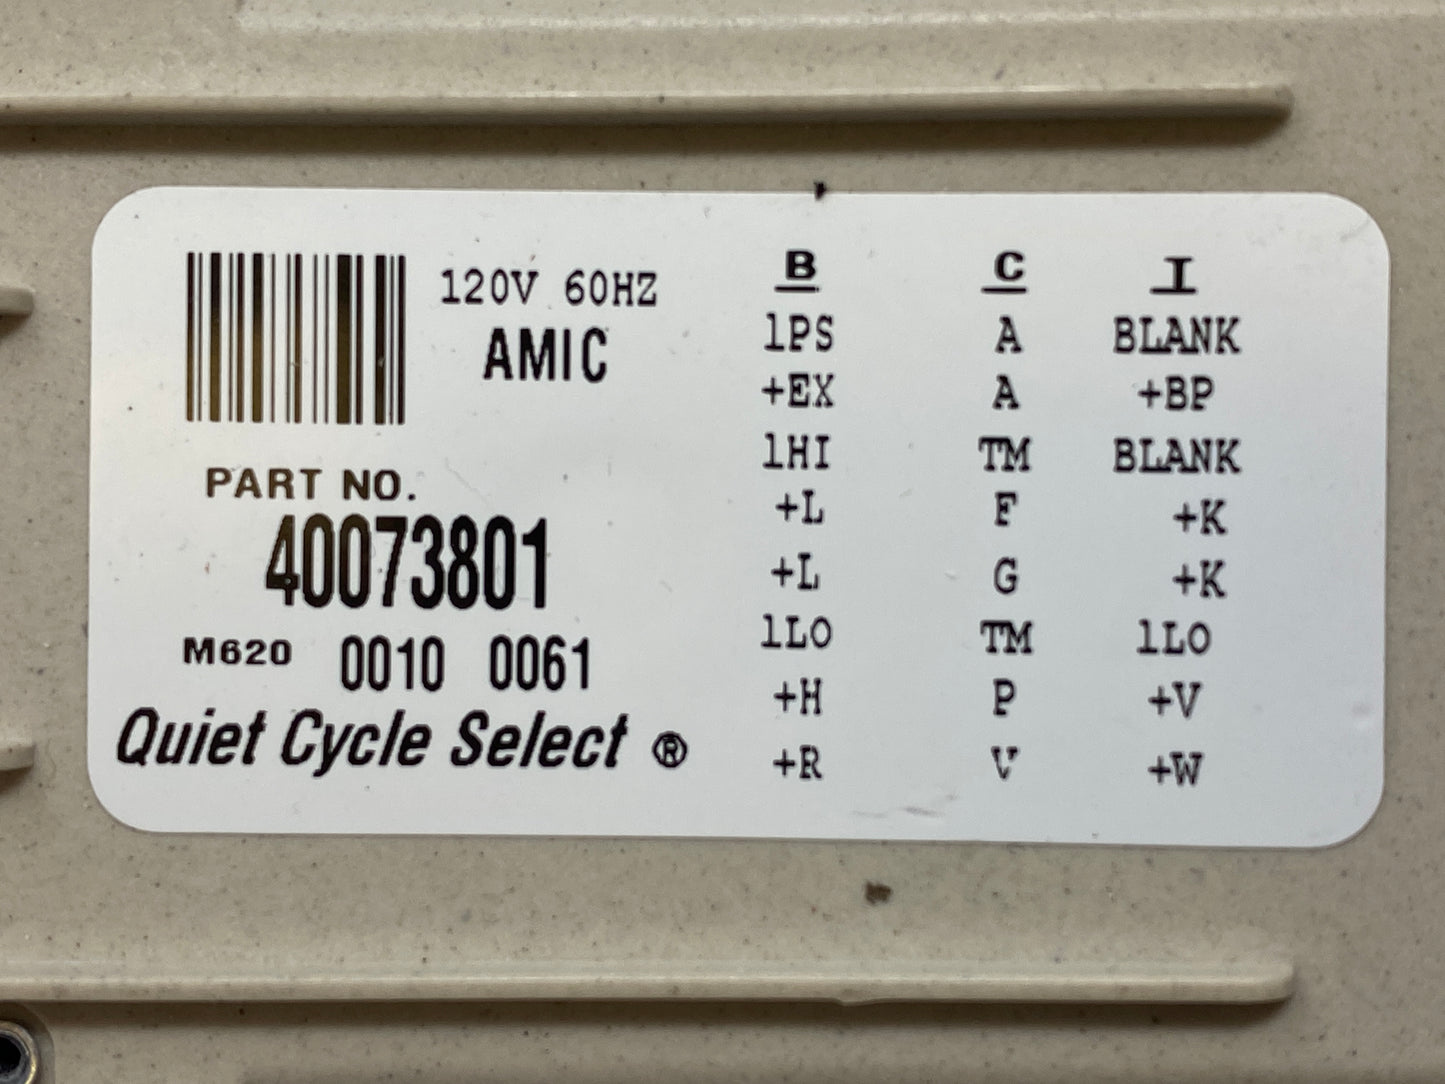 120V 60HZ
AMIC
PART NO.
40073801
M620 0010 0061
Quiet Cycle Select ®
B C I
1PS A BLANK
+EX A +BP
1HI TM BLANK
+L F +K
+L G +K
1LO TM 1LO
+H P +V
+R V +W